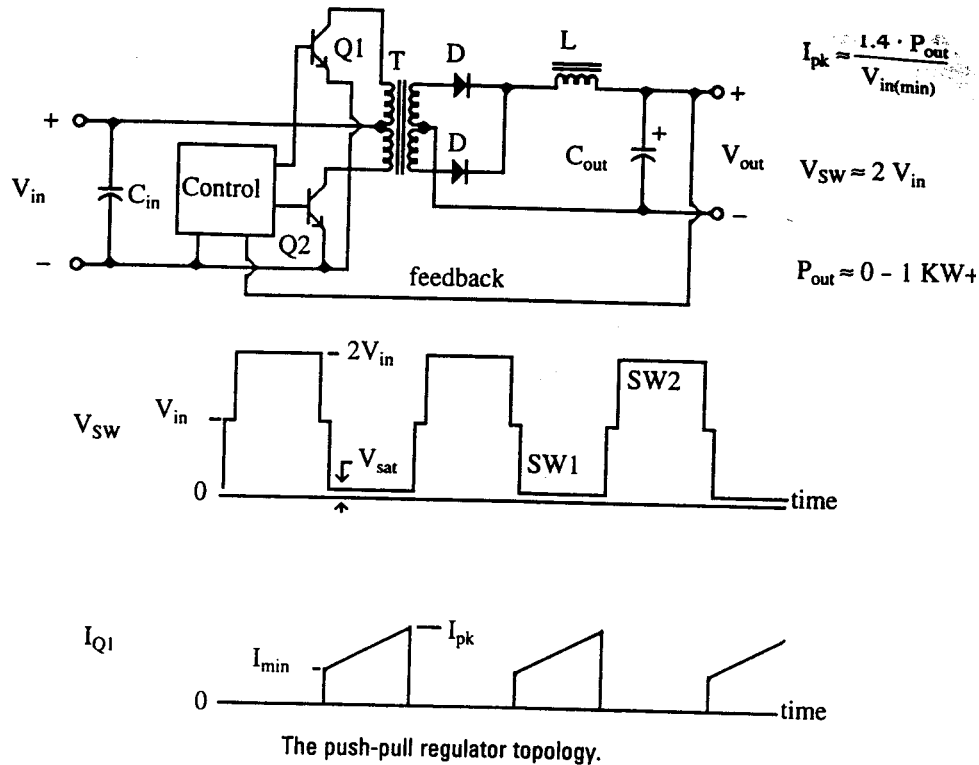 Q1
T
D
L
I_pk ≈ 1.4 · P_out
V_in(min)
+
+
+
V_in
C_in
Control
D
C_out
V_out
V_SW ≈ 2 V_in
Q2
−
−
feedback
P_out ≈ 0 – 1 KW+
2V_in
V_in
SW2
V_SW
V_sat
SW1
0
time
I_Q1
I_pk
I_min
0
time
The push-pull regulator topology.